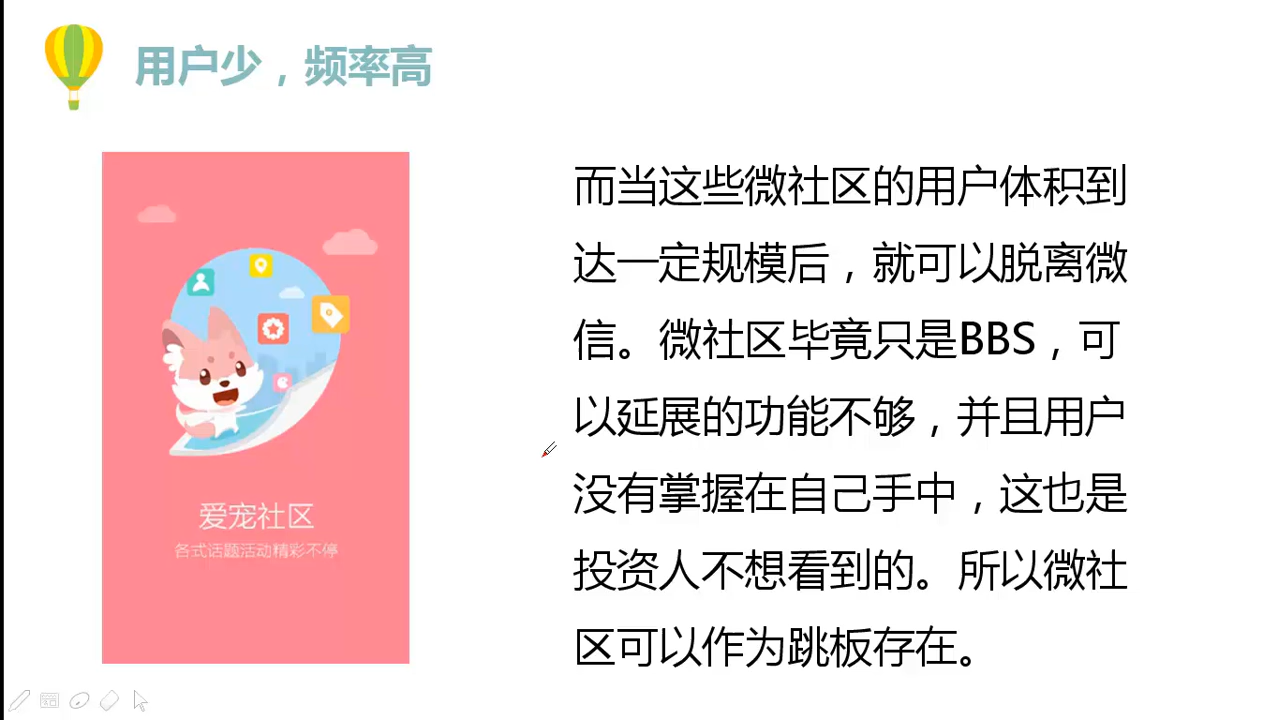 用户少，频率高
而当这些微社区的用户体积到
达一定规模后，就可以脱离微
信。微社区毕竟只是BBS，可
以延展的功能不够，并且用户
没有掌握在自己手中，这也是
投资人不想看到的。所以微社
区可以作为跳板存在。
爱宠社区
各式话题活动精彩不停